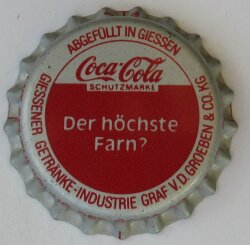 ABGEFÜLLT IN GIESSEN
Coca-Cola
SCHUTZMARKE
Der höchste
Farn?
GIESSENER GETRÄNKE-INDUSTRIE GRAF V.D. GROEBEN & CO. KG